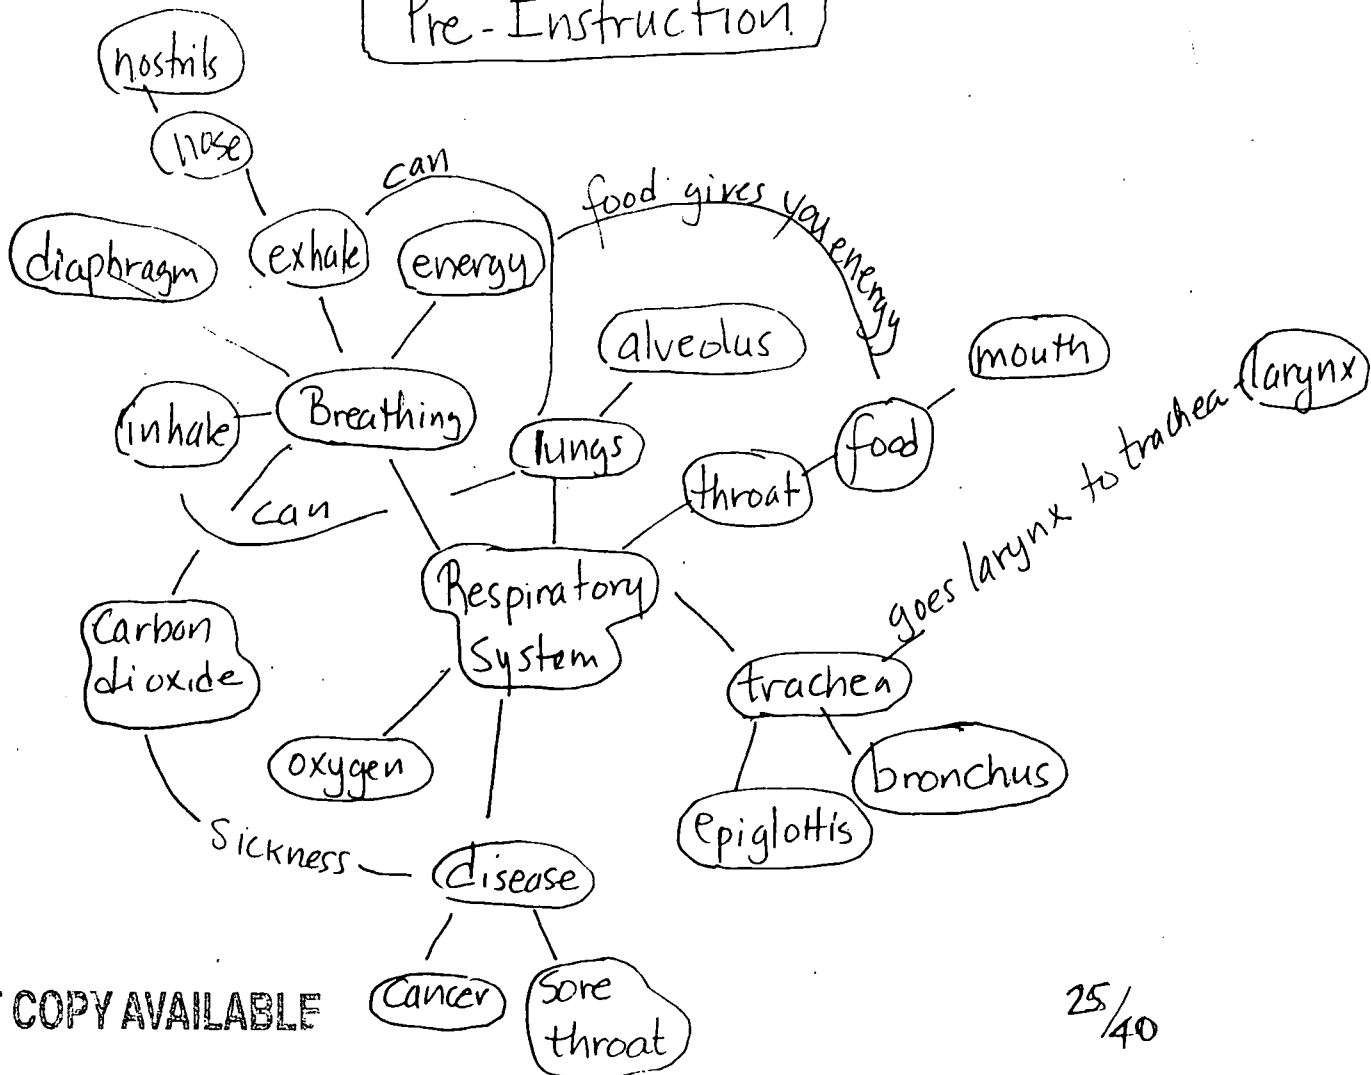 Pre-Instruction
nostrils
nose
can
food gives you energy
diaphragm
exhale
energy
alveolus
mouth
larynx
inhale
Breathing
lungs
throat
food
can
goes larynx to trachea
Respiratory
System
Carbon
dioxide
trachea
oxygen
bronchus
epiglottis
Sickness
disease
Cancer
Sore
throat
COPY AVAILABLE
25/40